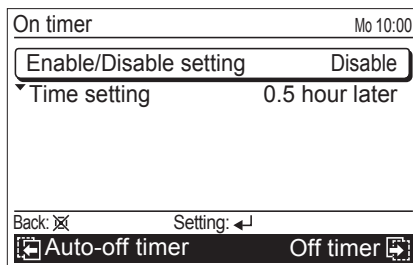 On timer Mo 10:00
Enable/Disable setting Disable
Time setting 0.5 hour later
Back: Setting:
Auto-off timer Off timer